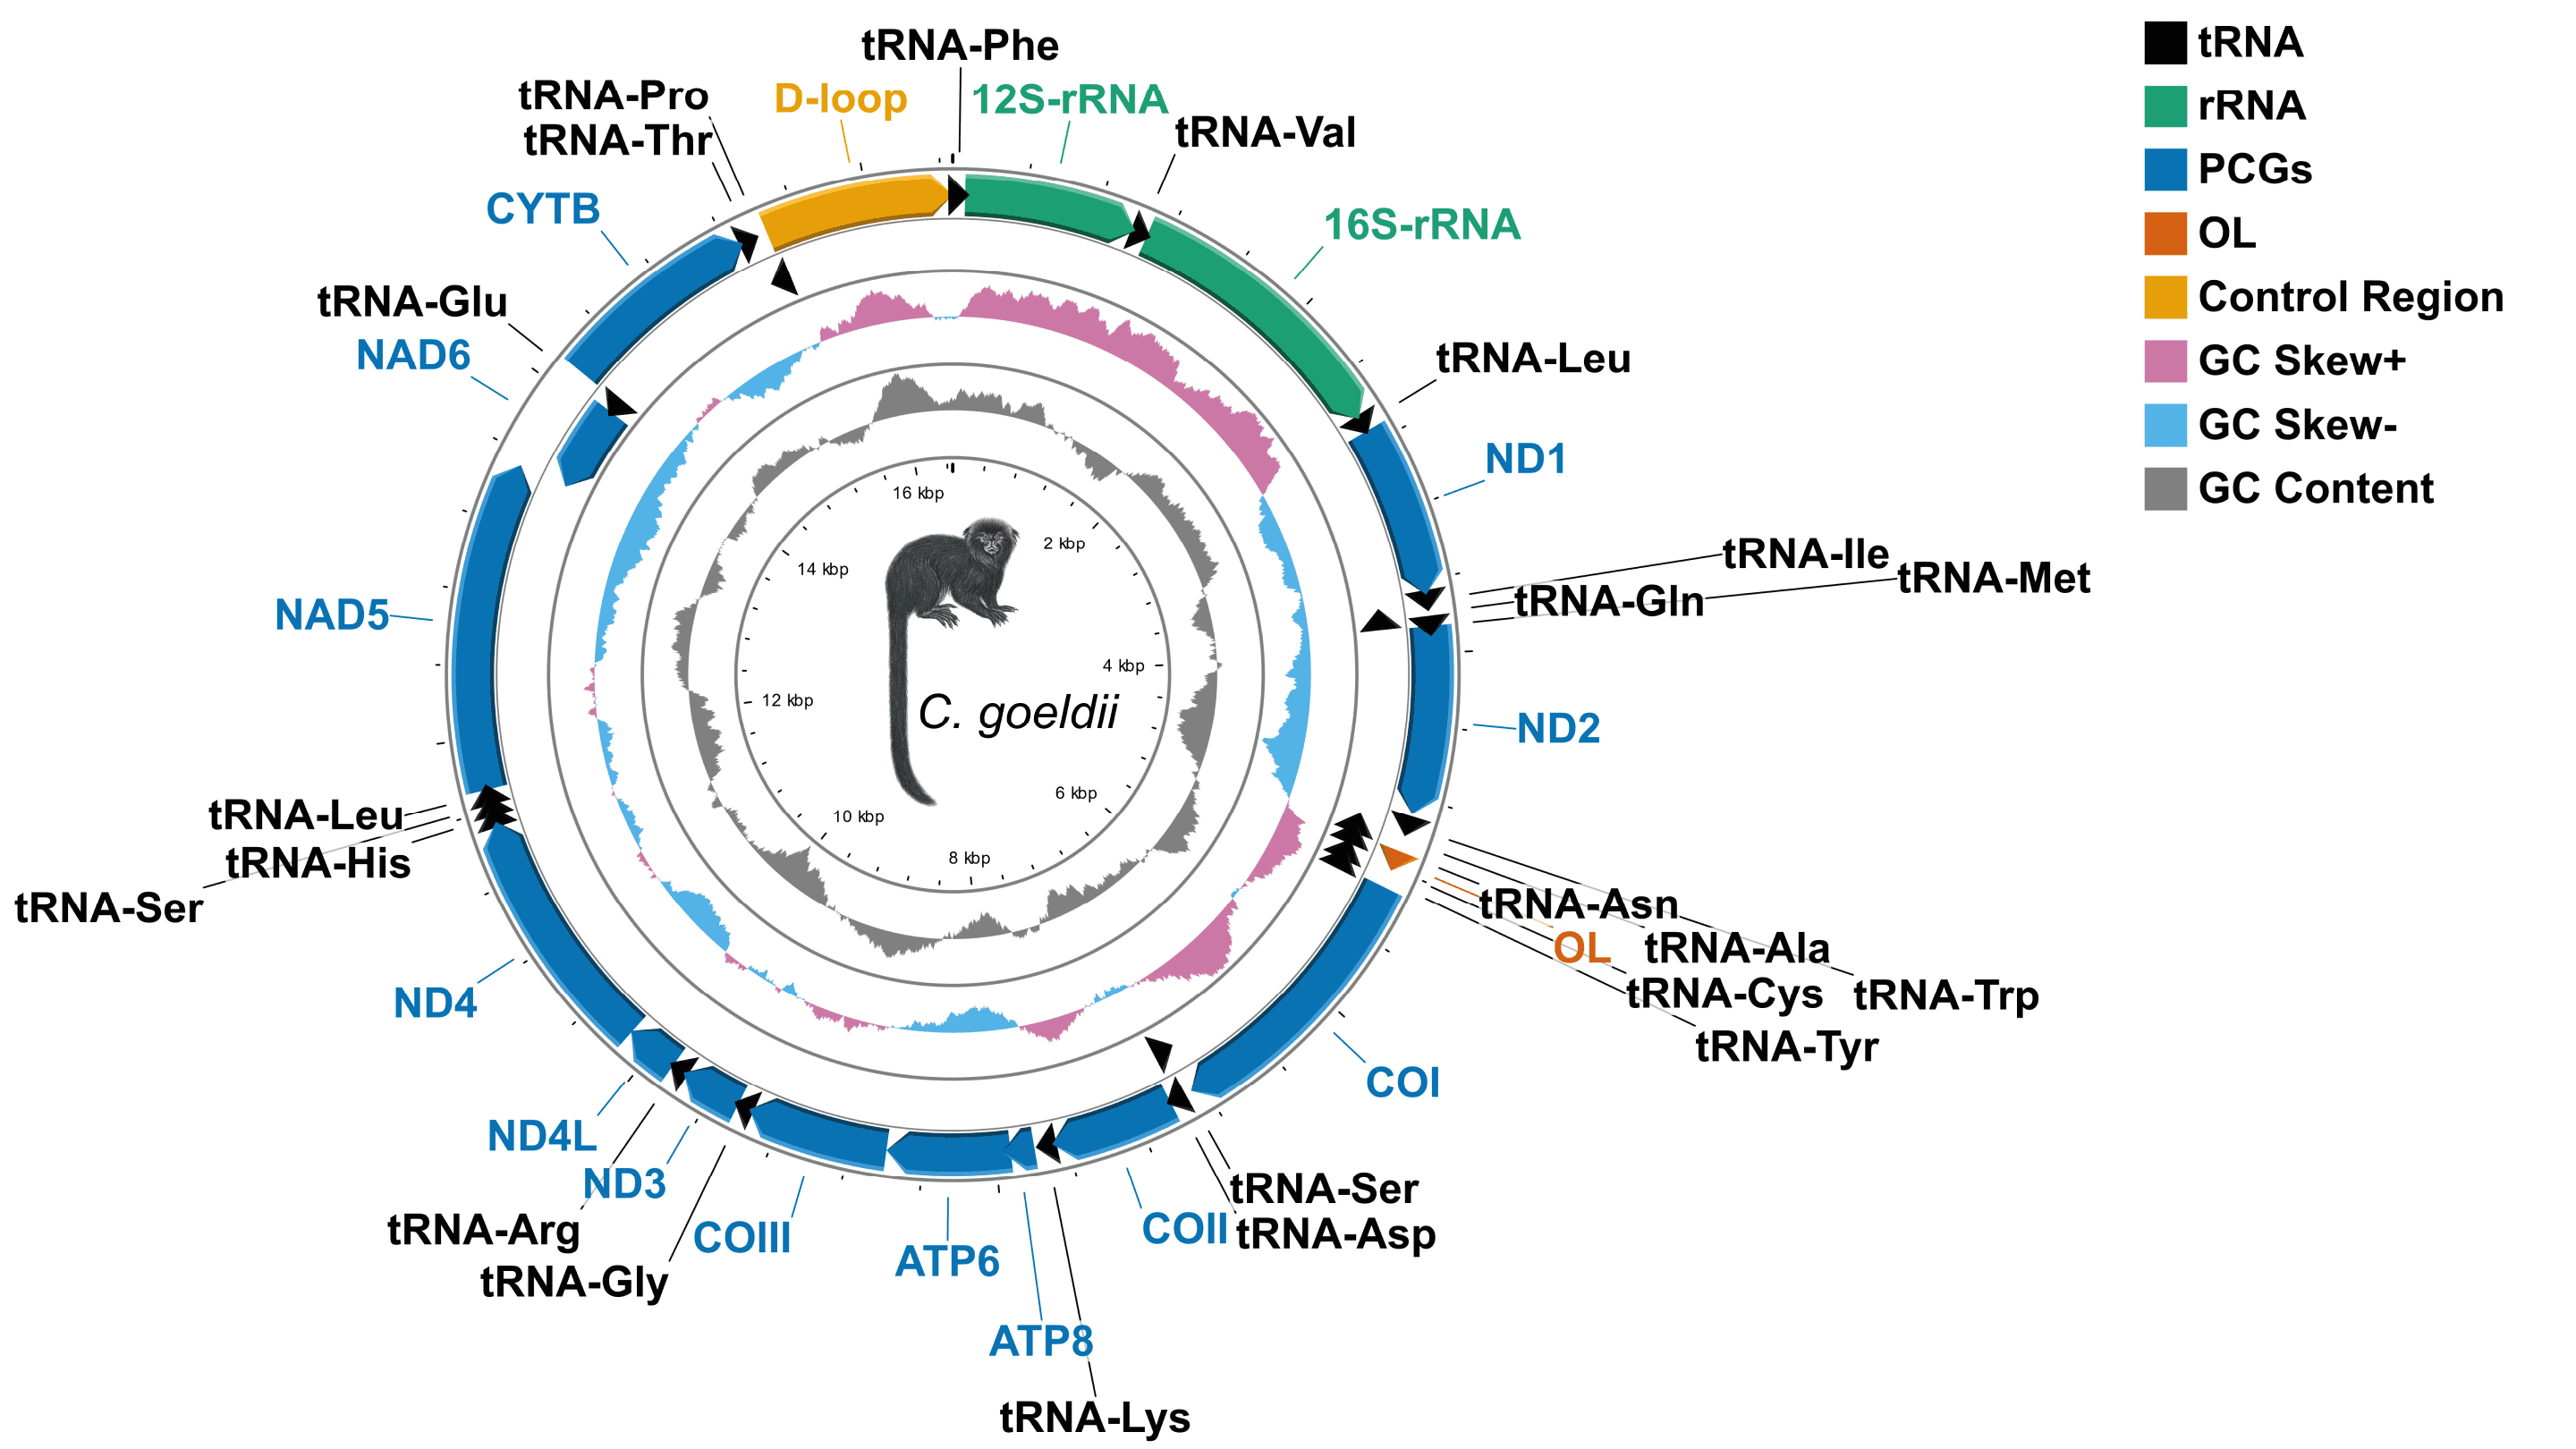 tRNA-Phe
tRNA-Pro
D-loop
12S-rRNA
tRNA-Thr
tRNA-Val
CYTB
16S-rRNA
tRNA-Glu
NAD6
tRNA-Leu
ND1
tRNA-Ile
tRNA-Met
tRNA-Gln
NAD5
ND2
tRNA-Leu
tRNA-His
tRNA-Ser
tRNA-Asn
OL
tRNA-Ala
tRNA-Cys
tRNA-Trp
tRNA-Tyr
ND4
COI
ND4L
ND3
tRNA-Ser
tRNA-Arg
COIII
COII
tRNA-Asp
tRNA-Gly
ATP6
ATP8
tRNA-Lys
16 kbp
2 kbp
14 kbp
4 kbp
12 kbp
C. goeldii
6 kbp
10 kbp
8 kbp
tRNA
rRNA
PCGs
OL
Control Region
GC Skew+
GC Skew-
GC Content